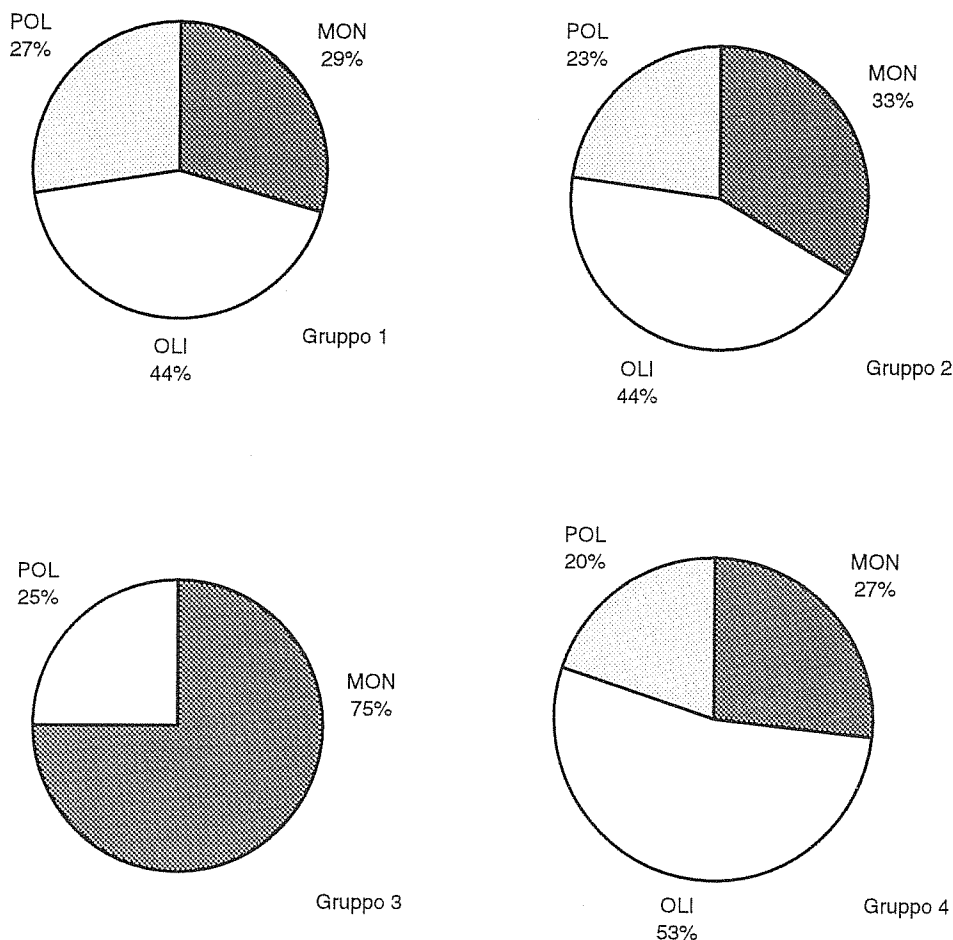 POL
27%
MON
29%
OLI
44%
Gruppo 1
POL
23%
MON
33%
OLI
44%
Gruppo 2
POL
25%
MON
75%
Gruppo 3
POL
20%
MON
27%
OLI
53%
Gruppo 4